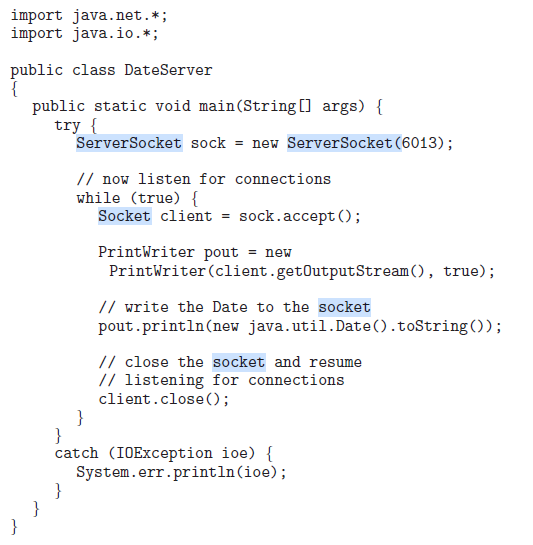 import java.net.*;
import java.io.*;
public class DateServer
{
public static void main(String[] args) {
try {
ServerSocket sock = new ServerSocket(6013);
// now listen for connections
while (true) {
Socket client = sock.accept();
PrintWriter pout = new
PrintWriter(client.getOutputStream(), true);
// write the Date to the socket
pout.println(new java.util.Date().toString());
// close the socket and resume
// listening for connections
client.close();
}
}
catch (IOException ioe) {
System.err.println(ioe);
}
}
}